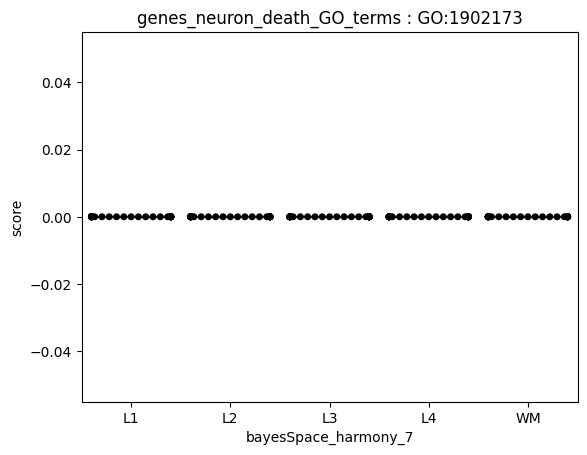 genes_neuron_death_GO_terms : GO:1902173
score
0.04
0.02
0.00
−0.02
−0.04
L1 L2 L3 L4 WM
bayesSpace_harmony_7